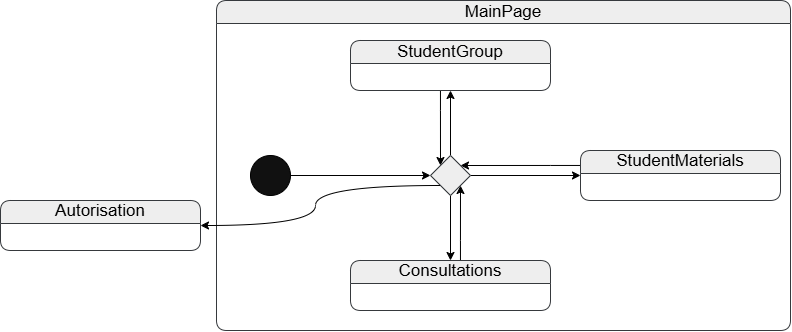 MainPage
StudentGroup
StudentMaterials
Autorisation
Consultations